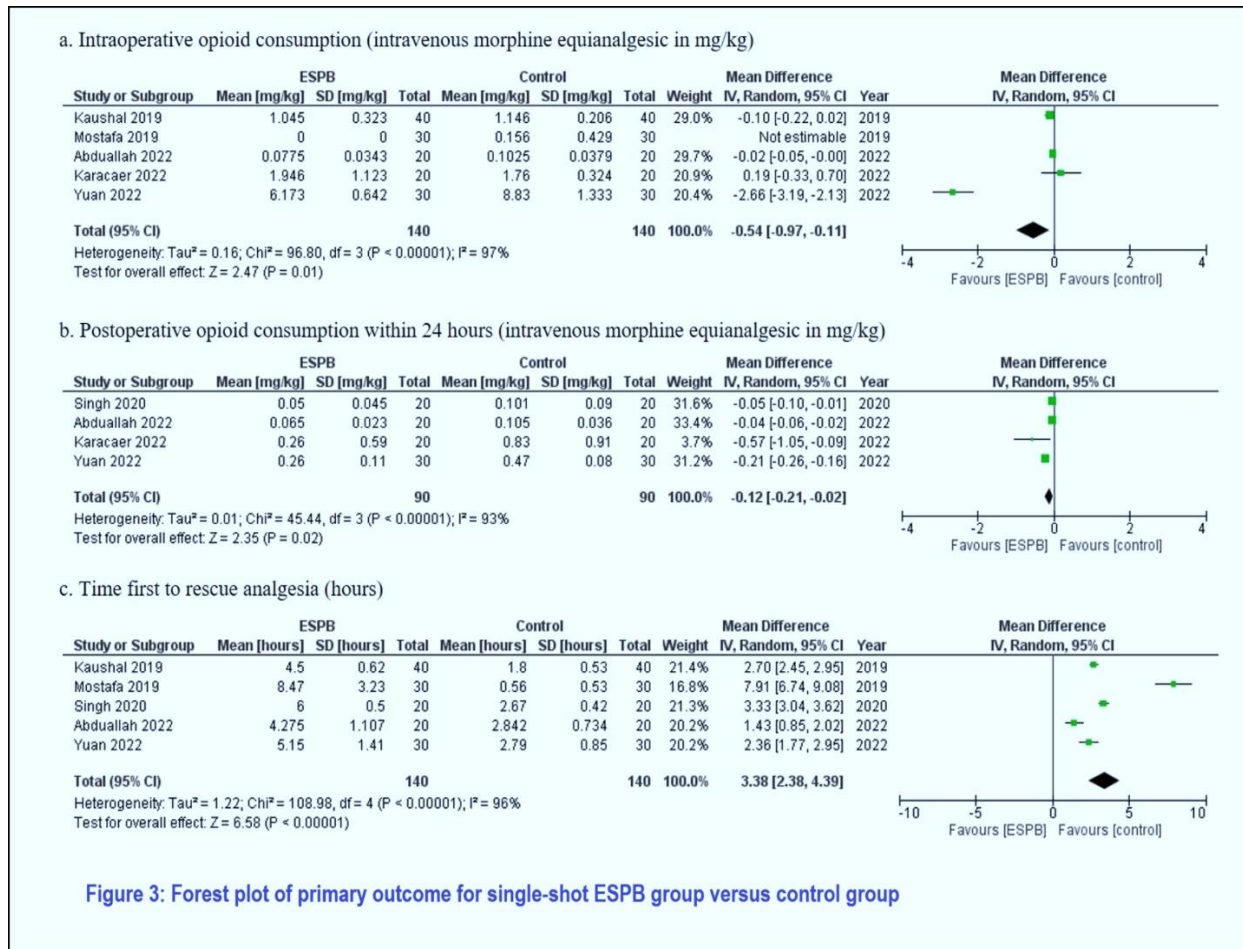 a. Intraoperative opioid consumption (intravenous morphine equianalgesic in mg/kg)
ESPB Control Mean Difference Mean Difference
Study or Subgroup Mean [mg/kg] SD [mg/kg] Total Mean [mg/kg] SD [mg/kg] Total Weight IV, Random, 95% CI Year IV, Random, 95% CI
Kaushal 2019 1.045 0.323 40 1.146 0.206 40 29.0% -0.10 [-0.22, 0.02] 2019
Mostafa 2019 0 0 30 0.156 0.429 30 Not estimable 2019
Abduallah 2022 0.0775 0.0343 20 0.1025 0.0379 20 29.7% -0.02 [-0.05, -0.00] 2022
Karacaer 2022 1.946 1.123 20 1.76 0.324 20 20.9% 0.19 [-0.33, 0.70] 2022
Yuan 2022 6.173 0.642 30 8.83 1.333 30 20.4% -2.66 [-3.19, -2.13] 2022
Total (95% CI) 140 140 100.0% -0.54 [-0.97, -0.11]
Heterogeneity: Tau² = 0.16; Chi² = 96.80, df = 3 (P < 0.00001); I² = 97%
Test for overall effect: Z = 2.47 (P = 0.01)
-4 -2 0 2 4
Favours [ESPB] Favours [control]
b. Postoperative opioid consumption within 24 hours (intravenous morphine equianalgesic in mg/kg)
ESPB Control Mean Difference Mean Difference
Study or Subgroup Mean [mg/kg] SD [mg/kg] Total Mean [mg/kg] SD [mg/kg] Total Weight IV, Random, 95% CI Year IV, Random, 95% CI
Singh 2020 0.05 0.045 20 0.101 0.09 20 31.6% -0.05 [-0.10, -0.01] 2020
Abduallah 2022 0.065 0.023 20 0.105 0.036 20 33.4% -0.04 [-0.06, -0.02] 2022
Karacaer 2022 0.26 0.59 20 0.83 0.91 20 3.7% -0.57 [-1.05, -0.09] 2022
Yuan 2022 0.26 0.11 30 0.47 0.08 30 31.2% -0.21 [-0.26, -0.16] 2022
Total (95% CI) 90 90 100.0% -0.12 [-0.21, -0.02]
Heterogeneity: Tau² = 0.01; Chi² = 45.44, df = 3 (P < 0.00001); I² = 93%
Test for overall effect: Z = 2.35 (P = 0.02)
-4 -2 0 2 4
Favours [ESPB] Favours [control]
c. Time first to rescue analgesia (hours)
ESPB Control Mean Difference Mean Difference
Study or Subgroup Mean [hours] SD [hours] Total Mean [hours] SD [hours] Total Weight IV, Random, 95% CI Year IV, Random, 95% CI
Kaushal 2019 4.5 0.62 40 1.8 0.53 40 21.4% 2.70 [2.45, 2.95] 2019
Mostafa 2019 8.47 3.23 30 0.56 0.53 30 16.8% 7.91 [6.74, 9.08] 2019
Singh 2020 6 0.5 20 2.67 0.42 20 21.3% 3.33 [3.04, 3.62] 2020
Abduallah 2022 4.275 1.107 20 2.842 0.734 20 20.2% 1.43 [0.85, 2.02] 2022
Yuan 2022 5.15 1.41 30 2.79 0.85 30 20.2% 2.36 [1.77, 2.95] 2022
Total (95% CI) 140 140 100.0% 3.38 [2.38, 4.39]
Heterogeneity: Tau² = 1.22; Chi² = 108.98, df = 4 (P < 0.00001); I² = 96%
Test for overall effect: Z = 6.58 (P < 0.00001)
-10 -5 0 5 10
Favours [ESPB] Favours [control]
Figure 3: Forest plot of primary outcome for single-shot ESPB group versus control group